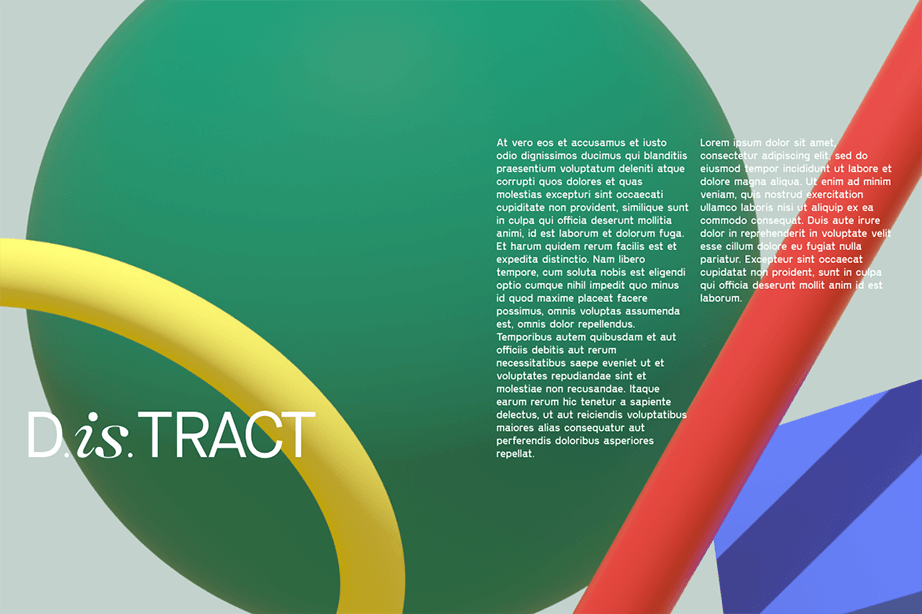 D.is.TRACT
At vero eos et accusamus et iusto
odio dignissimos ducimus qui blanditiis
praesentium voluptatum deleniti atque
corrupti quos dolores et quas
molestias excepturi sint occaecati
cupiditate non provident, similique sunt
in culpa qui officia deserunt mollitia
animi, id est laborum et dolorum fuga.
Et harum quidem rerum facilis est et
expedita distinctio. Nam libero
tempore, cum soluta nobis est eligendi
optio cumque nihil impedit quo minus
id quod maxime placeat facere
possimus, omnis voluptas assumenda
est, omnis dolor repellendus.
Temporibus autem quibusdam et aut
officiis debitis aut rerum
necessitatibus saepe eveniet ut et
voluptates repudiandae sint et
molestiae non recusandae. Itaque
earum rerum hic tenetur a sapiente
delectus, ut aut reiciendis voluptatibus
maiores alias consequatur aut
perferendis doloribus asperiores
repellat.
Lorem ipsum dolor sit amet,
consectetur adipiscing elit, sed do
eiusmod tempor incididunt ut labore et
dolore magna aliqua. Ut enim ad minim
veniam, quis nostrud exercitation
ullamco laboris nisi ut aliquip ex ea
commodo consequat. Duis aute irure
dolor in reprehenderit in voluptate velit
esse cillum dolore eu fugiat nulla
pariatur. Excepteur sint occaecat
cupidatat non proident, sunt in culpa
qui officia deserunt mollit anim id est
laborum.